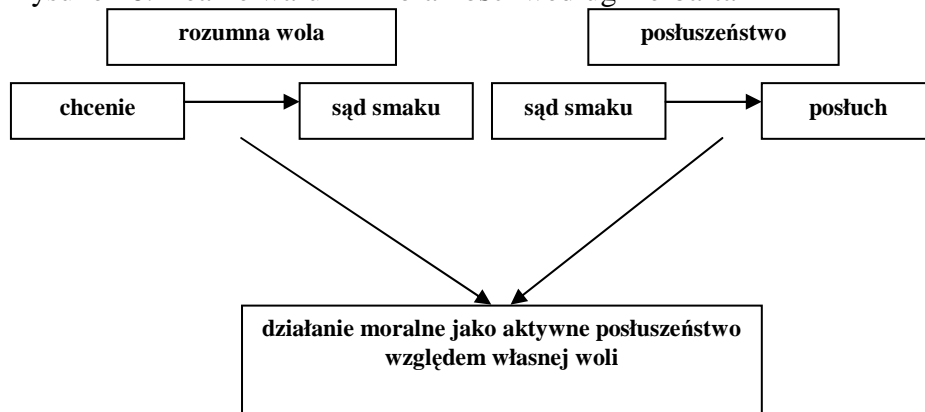 rozumna wola
posłuszeństwo
chcenie
sąd smaku
sąd smaku
posłuch
działanie moralne jako aktywne posłuszeństwo
względem własnej woli